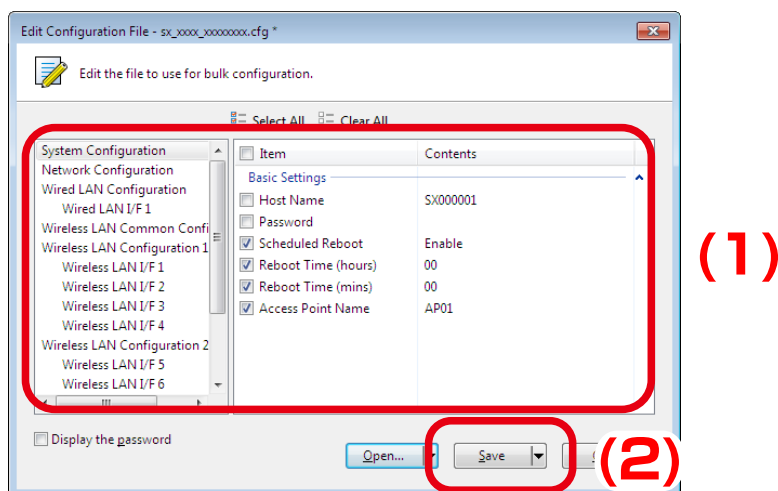 Edit Configuration File - sx_xxxx_xxxxxxxx.cfg *
Edit the file to use for bulk configuration.
Select All Clear All
System Configuration
Network Configuration
Wired LAN Configuration
Wired LAN I/F 1
Wireless LAN Common Confi
Wireless LAN Configuration 1
Wireless LAN I/F 1
Wireless LAN I/F 2
Wireless LAN I/F 3
Wireless LAN I/F 4
Wireless LAN Configuration 2
Wireless LAN I/F 5
Wireless LAN I/F 6
Item Contents
Basic Settings
Host Name SX000001
Password
Scheduled Reboot Enable
Reboot Time (hours) 00
Reboot Time (mins) 00
Access Point Name AP01
(1)
Display the password
Open... Save
(2)